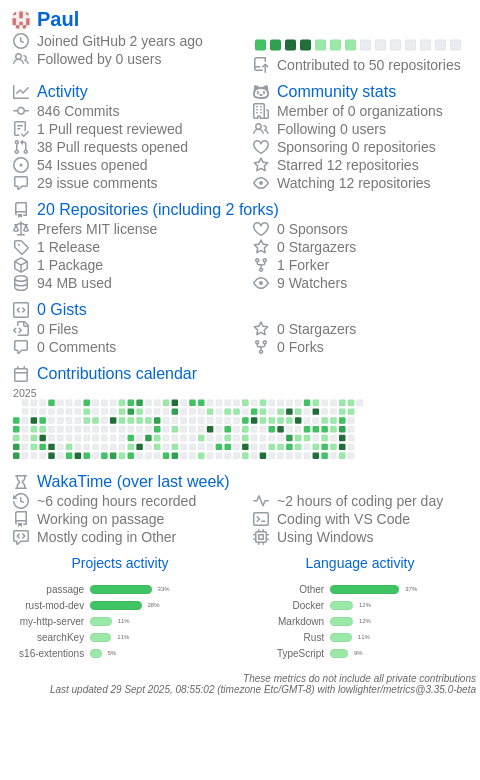 Paul
Joined GitHub 2 years ago
Followed by 0 users
Contributed to 50 repositories
Activity
846 Commits
1 Pull request reviewed
38 Pull requests opened
54 Issues opened
29 issue comments
Community stats
Member of 0 organizations
Following 0 users
Sponsoring 0 repositories
Starred 12 repositories
Watching 12 repositories
20 Repositories (including 2 forks)
Prefers MIT license
1 Release
1 Package
94 MB used
0 Sponsors
0 Stargazers
1 Forker
9 Watchers
0 Gists
0 Files
0 Comments
0 Stargazers
0 Forks
Contributions calendar
2025
WakaTime (over last week)
~6 coding hours recorded
Working on passage
Mostly coding in Other
~2 hours of coding per day
Coding with VS Code
Using Windows
Projects activity
passage 33%
rust-mod-dev 28%
my-http-server 11%
searchKey 11%
s16-extentions 5%
Language activity
Other 37%
Docker 12%
Markdown 12%
Rust 11%
TypeScript 9%
These metrics do not include all private contributions
Last updated 29 Sept 2025, 08:55:02 (timezone Etc/GMT-8) with lowlighter/metrics@3.35.0-beta